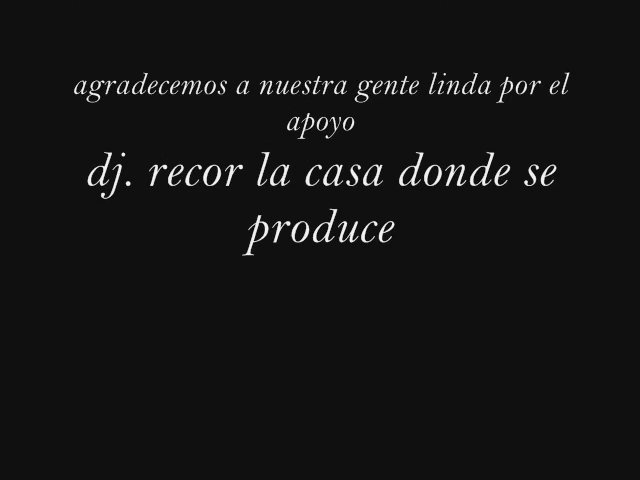 agradecemos a nuestra gente linda por el
apoyo
dj. recor la casa donde se
produce